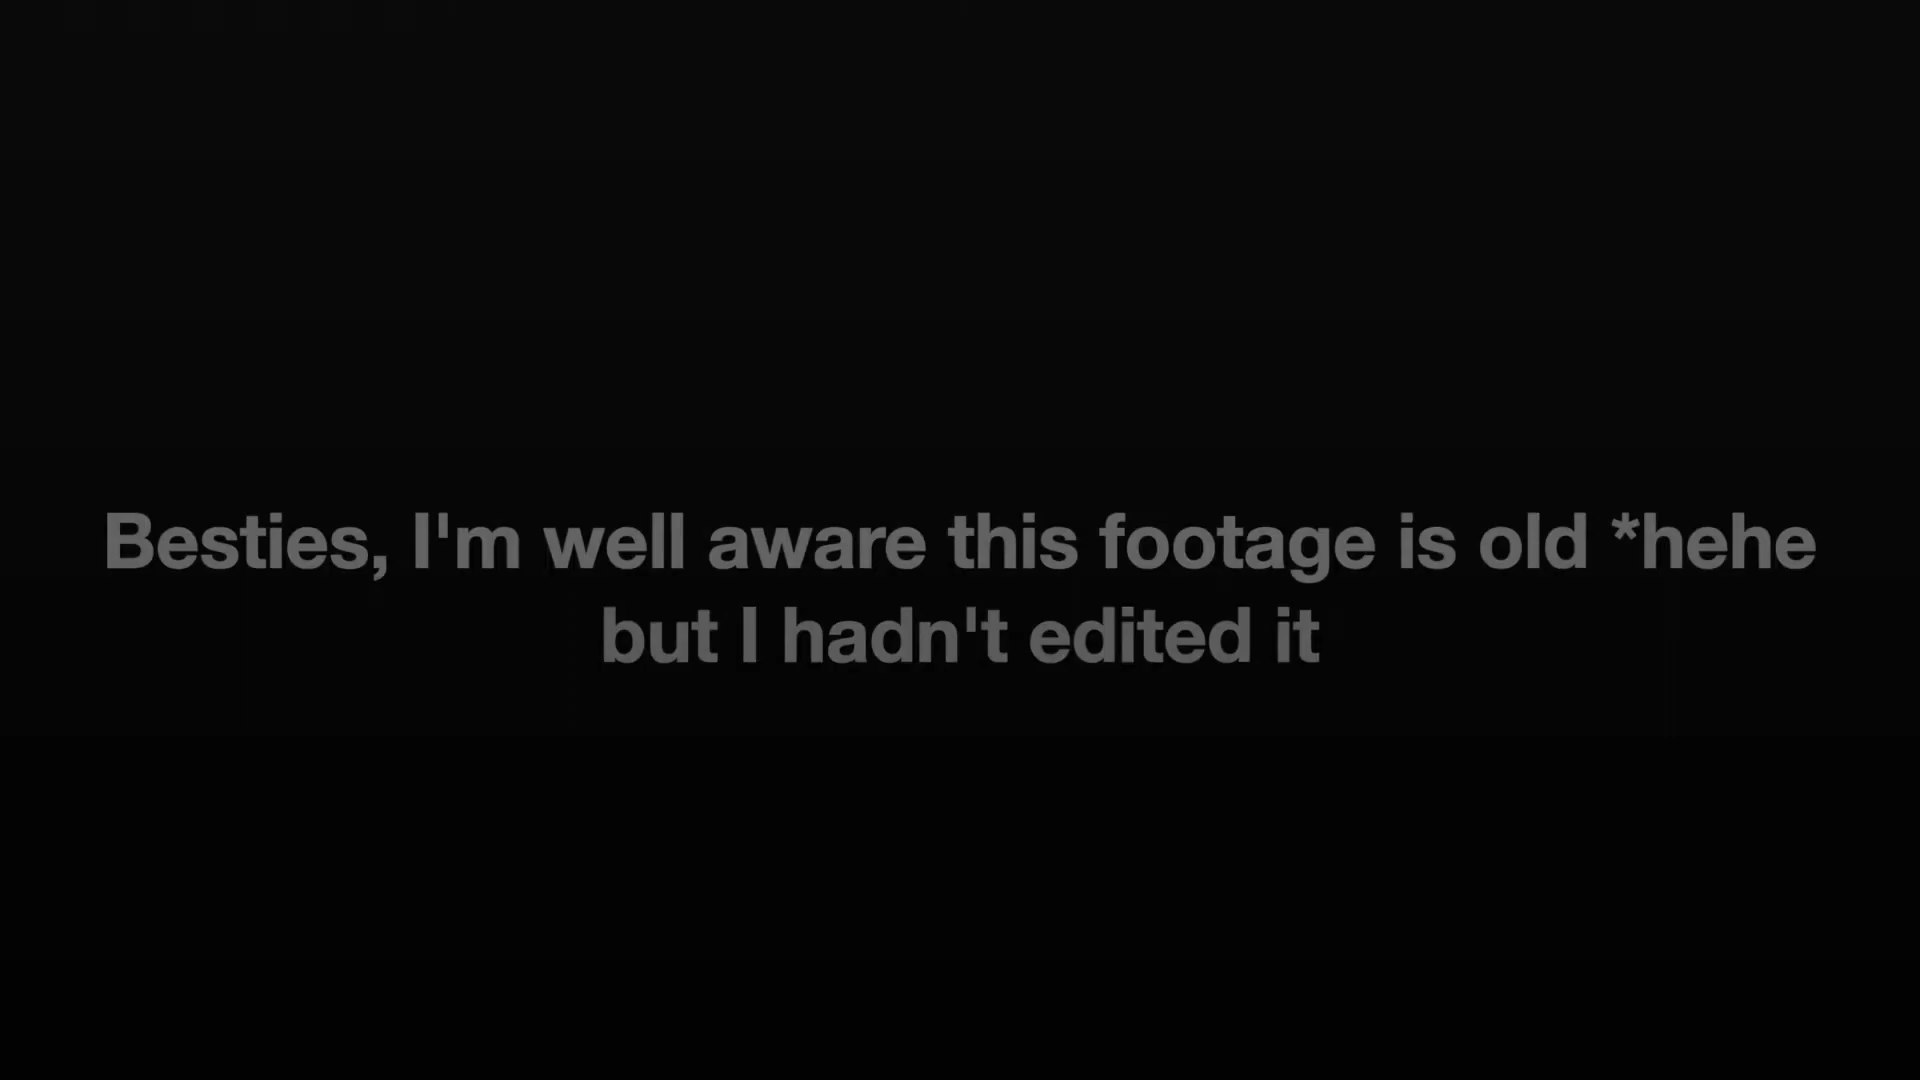 Besties, I'm well aware this footage is old *hehe
but I hadn't edited it